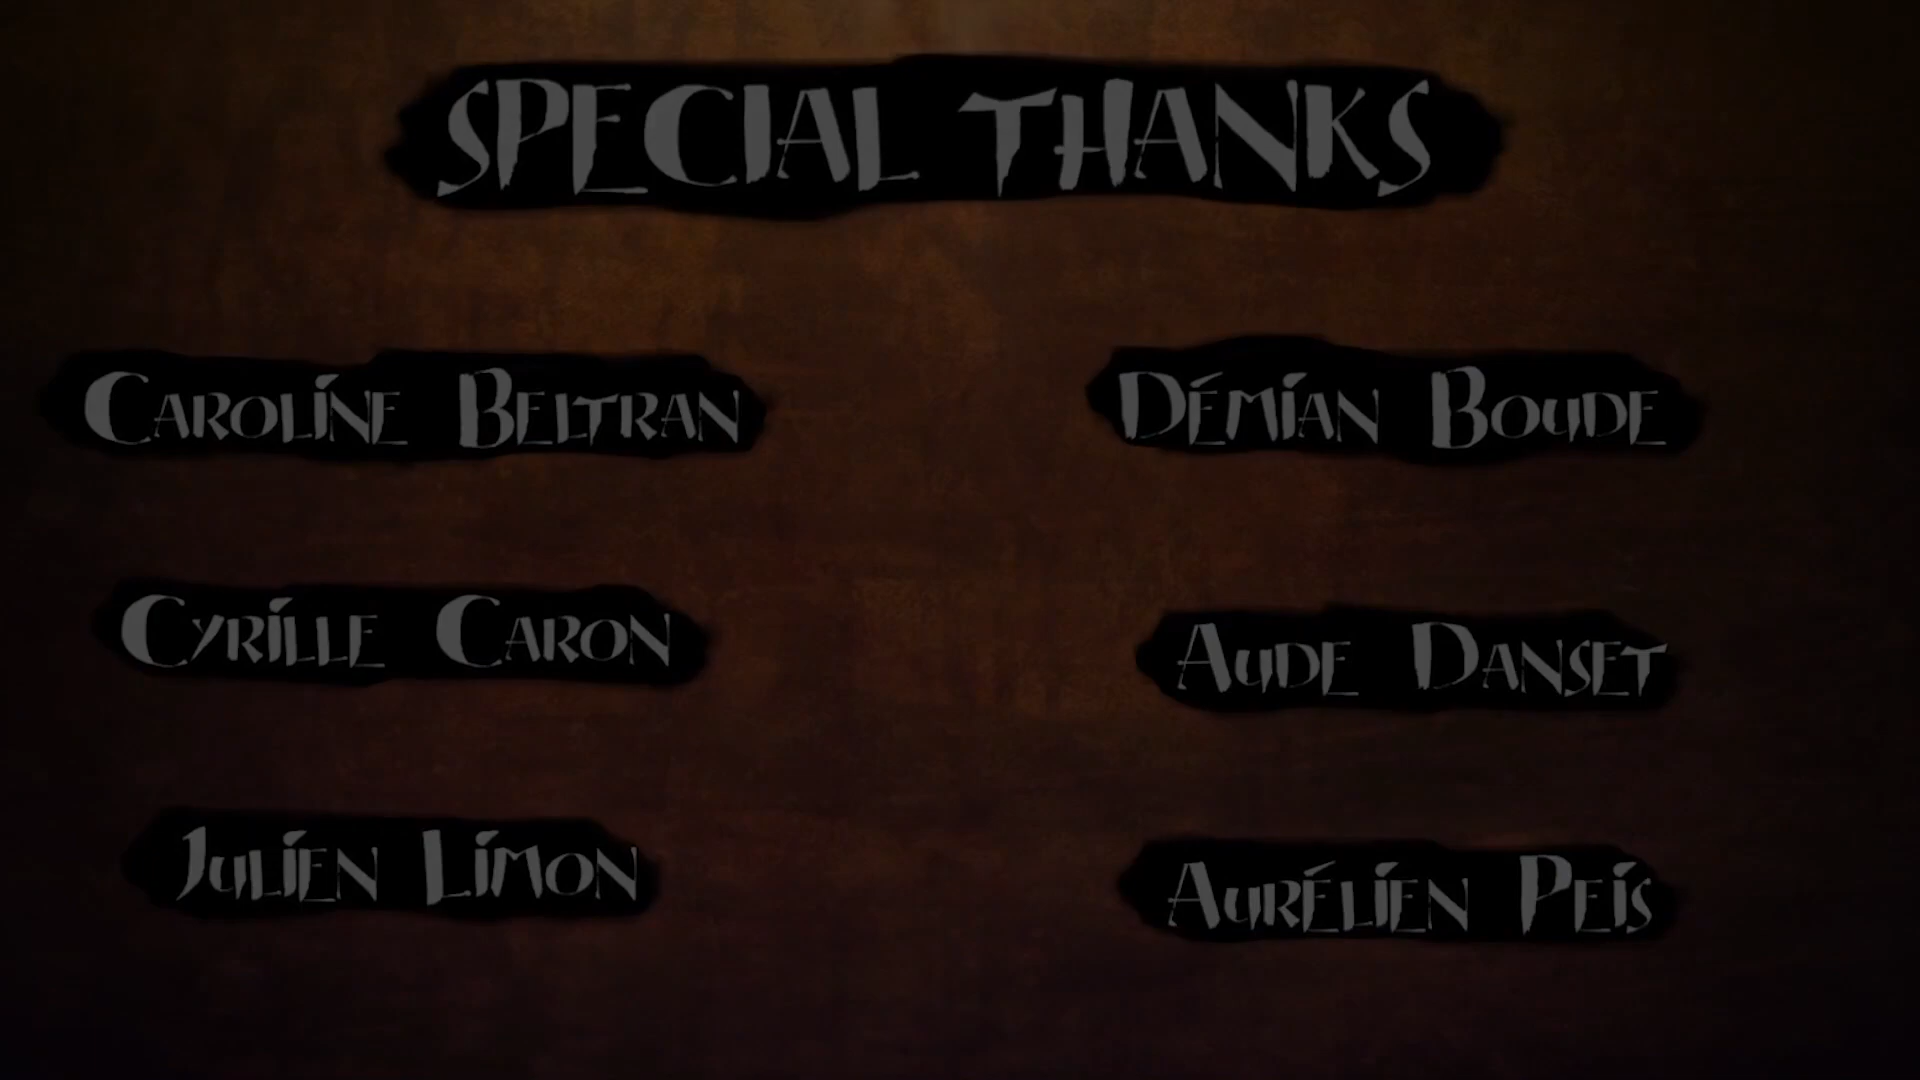 SPECIAL THANKS
Caroline Beltran
Démian Boude
Cyrille Caron
Aude Danset
Julien Limon
Aurélien Peis